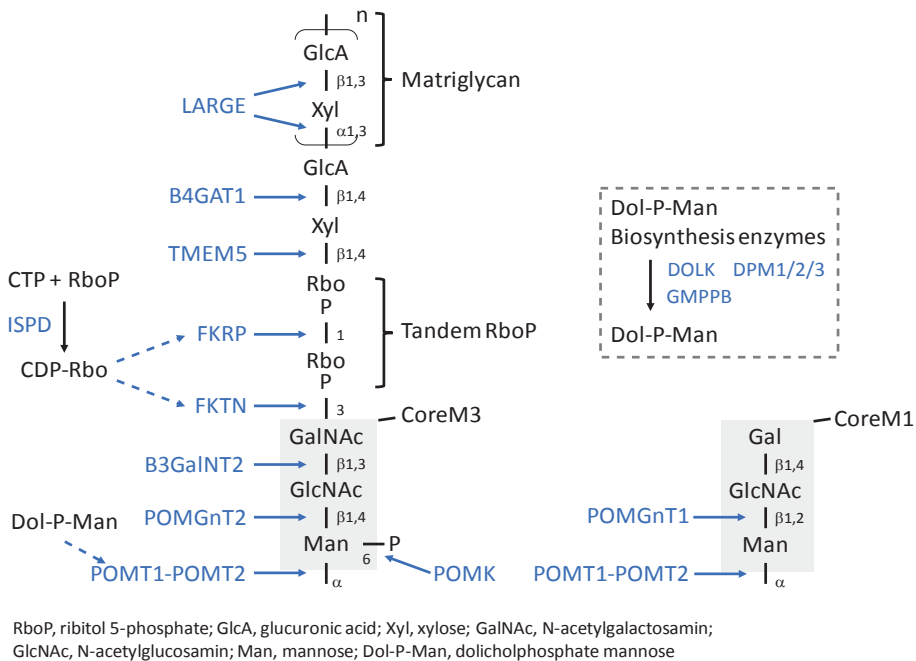 n
GlcA
β1,3
Matriglycan
LARGE
Xyl
α1,3
GlcA
B4GAT1
β1,4
Xyl
TMEM5
β1,4
Dol-P-Man
Biosynthesis enzymes
DOLK DPM1/2/3
GMPPB
Dol-P-Man
CTP + RboP
ISPD
CDP-Rbo
Rbo
P
FKRP
1
Tandem RboP
Rbo
P
FKTN
3
CoreM3
GalNAc
B3GalNT2
β1,3
GlcNAc
POMGnT2
β1,4
Dol-P-Man
Man
P
6
POMT1-POMT2
α
POMK
CoreM1
Gal
β1,4
GlcNAc
POMGnT1
β1,2
Man
POMT1-POMT2
α
RboP, ribitol 5-phosphate; GlcA, glucuronic acid; Xyl, xylose; GalNAc, N-acetylgalactosamin;
GlcNAc, N-acetylglucosamin; Man, mannose; Dol-P-Man, dolicholphosphate mannose